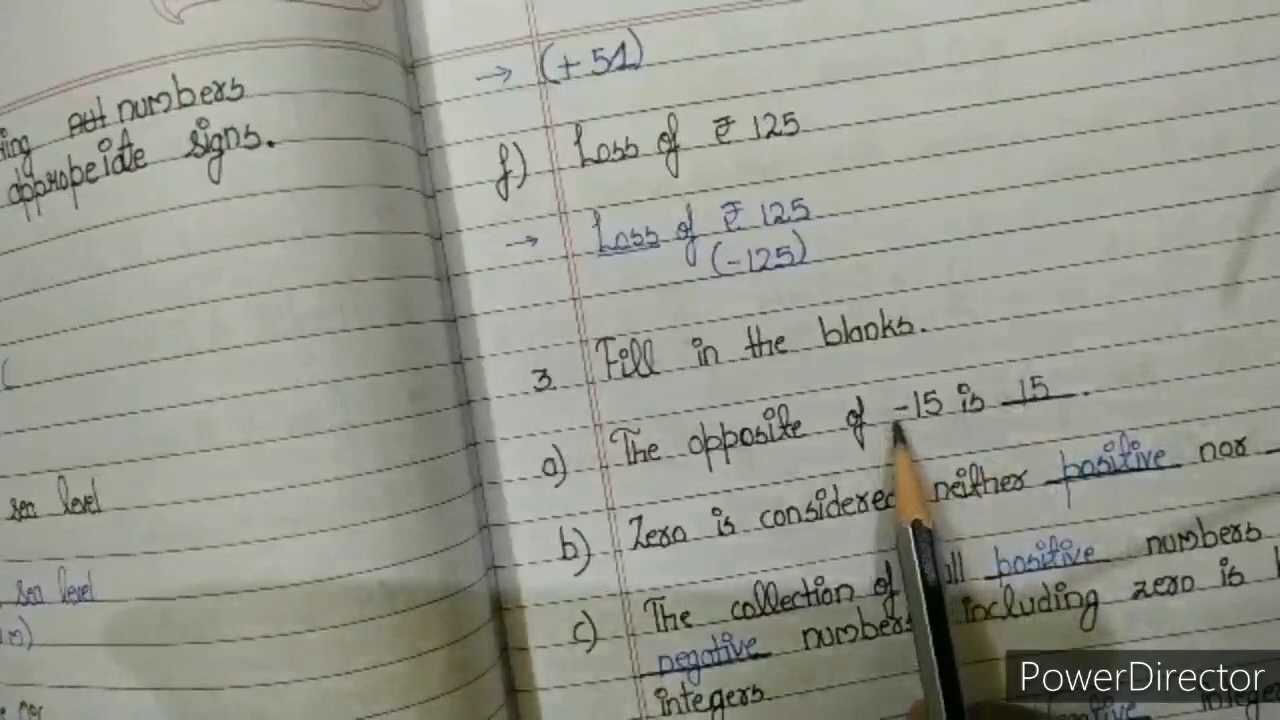 numbers
appropeiate signs.
sea level
sea level
→ (+51)
f) Loss of ₹ 125
→ Loss of ₹ 125
(-125)
3 Fill in the blanks.
a) The opposite of -15 is 15.
b) Zero is considered neither positive nor
c) The collection of all positive numbers
negative numbers including zero is
integers
PowerDirector